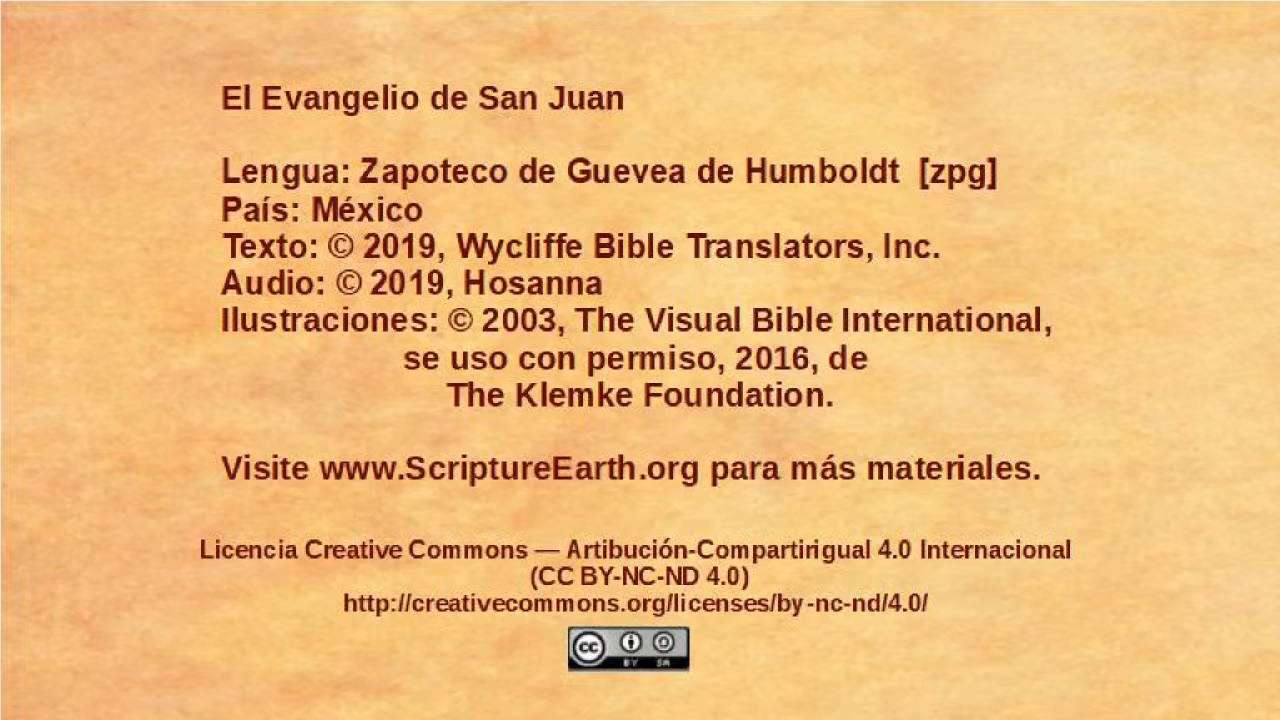 El Evangelio de San Juan
Lengua: Zapoteco de Guevea de Humboldt [zpg]
País: México
Texto: © 2019, Wycliffe Bible Translators, Inc.
Audio: © 2019, Hosanna
Ilustraciones: © 2003, The Visual Bible International,
se uso con permiso, 2016, de
The Klemke Foundation.
Visite www.ScriptureEarth.org para más materiales.
Licencia Creative Commons — Artibución-Compartirigual 4.0 Internacional
(CC BY-NC-ND 4.0)
http://creativecommons.org/licenses/by-nc-nd/4.0/
cc
BY SA